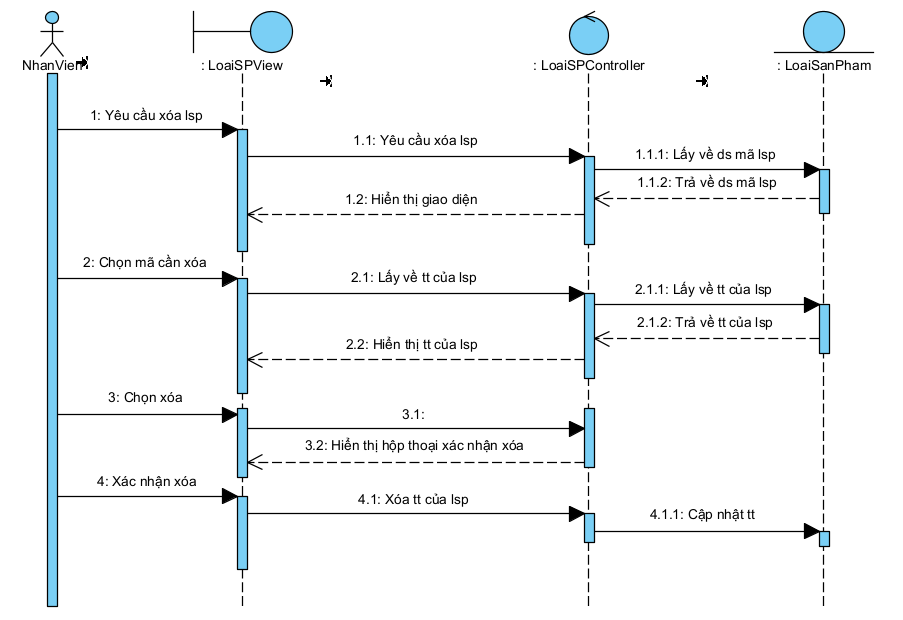 NhanVien
: LoaiSPView
: LoaiSPController
: LoaiSanPham
1: Yêu cầu xóa lsp
1.1: Yêu cầu xóa lsp
1.1.1: Lấy về ds mã lsp
1.1.2: Trả về ds mã lsp
1.2: Hiển thị giao diện
2: Chọn mã cần xóa
2.1: Lấy về tt của lsp
2.1.1: Lấy về tt của lsp
2.1.2: Trả về tt của lsp
2.2: Hiển thị tt của lsp
3: Chọn xóa
3.1:
3.2: Hiển thị hộp thoại xác nhận xóa
4: Xác nhận xóa
4.1: Xóa tt của lsp
4.1.1: Cập nhật tt